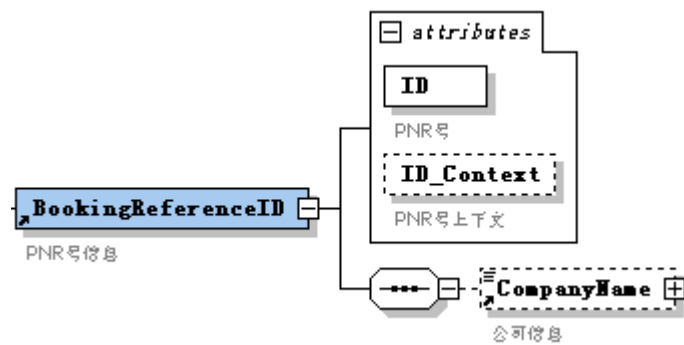 attributes
ID
PNR号
ID_Context
PNR号上下文
BookingReferenceID
PNR号信息
CompanyName
公司信息